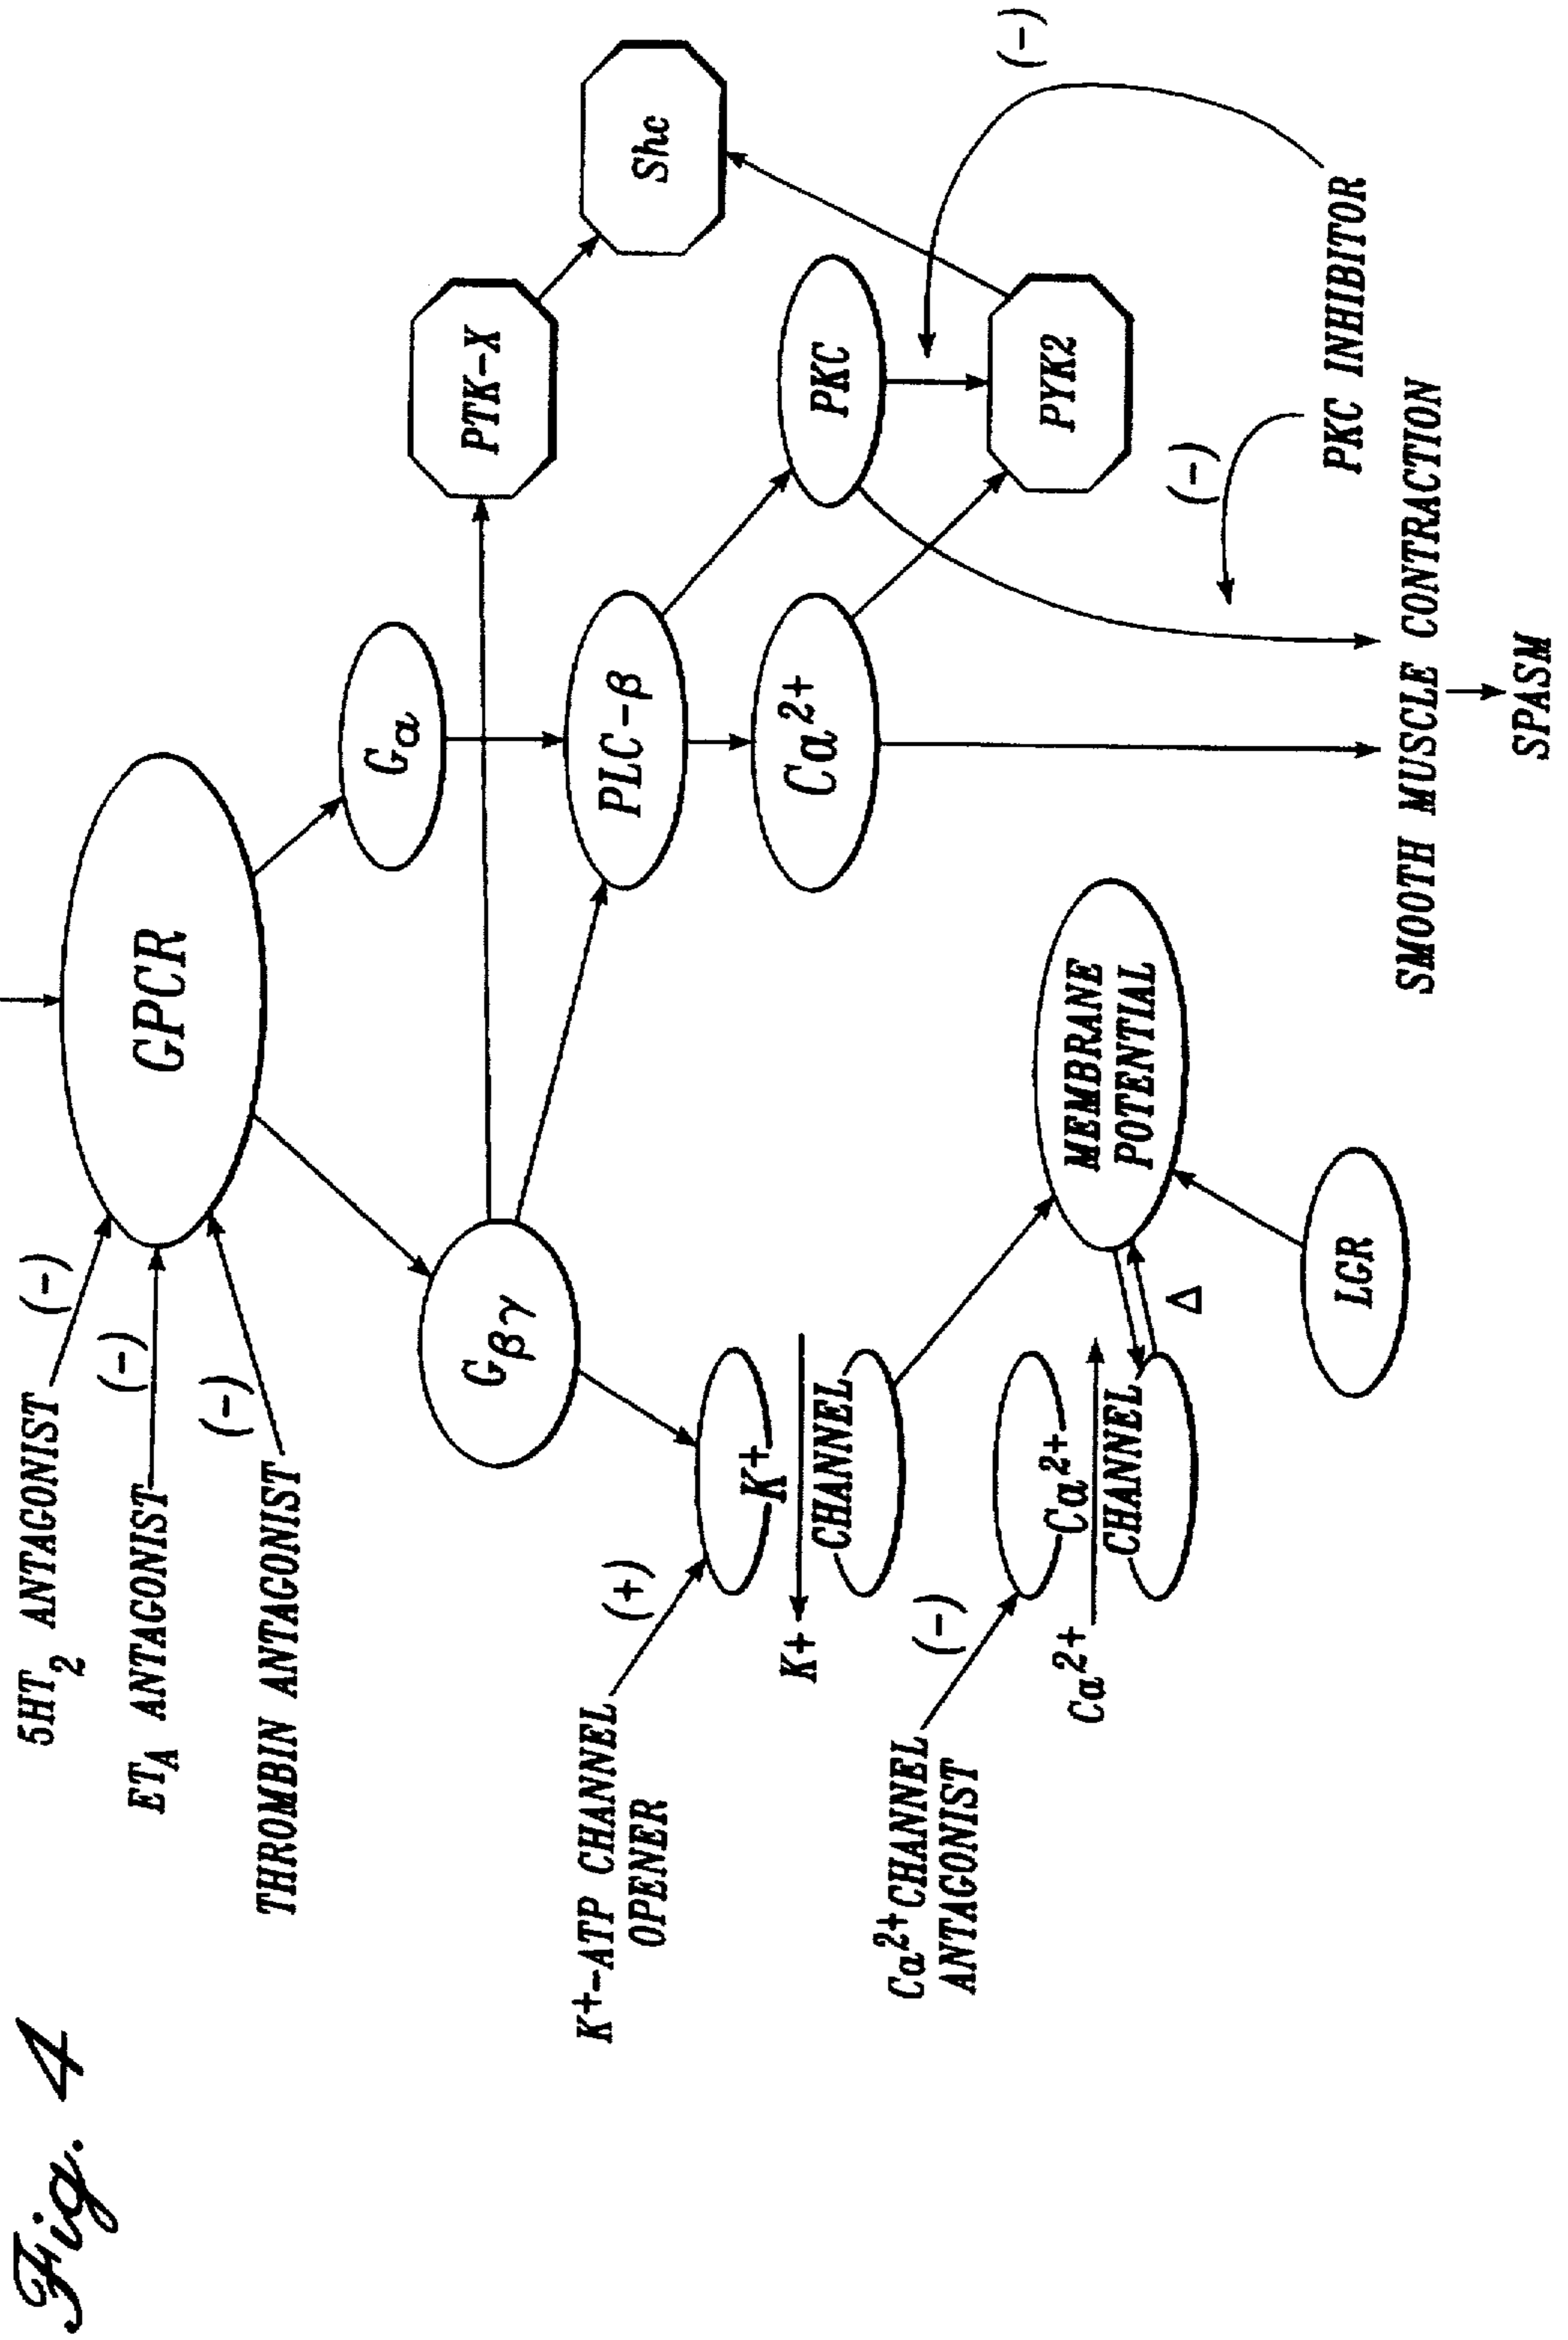 Fig. 4
5HT2 ANTAGONIST
(-)
ETA ANTAGONIST
(-)
GPCR
THROMBIN ANTAGONIST
(-)
Gα
Gβγ
PTK-X
K+-ATP CHANNEL
OPENER
(+)
PLC-β
Shc
K+
K+
CHANNEL
Ca2+
PKC
Ca2+CHANNEL
ANTAGONIST
(-)
(-)
Ca2+
Ca2+
CHANNEL
MEMBRANE
POTENTIAL
PYK2
Δ
(-)
LGR
PKC INHIBITOR
SMOOTH MUSCLE CONTRACTION
SPASM